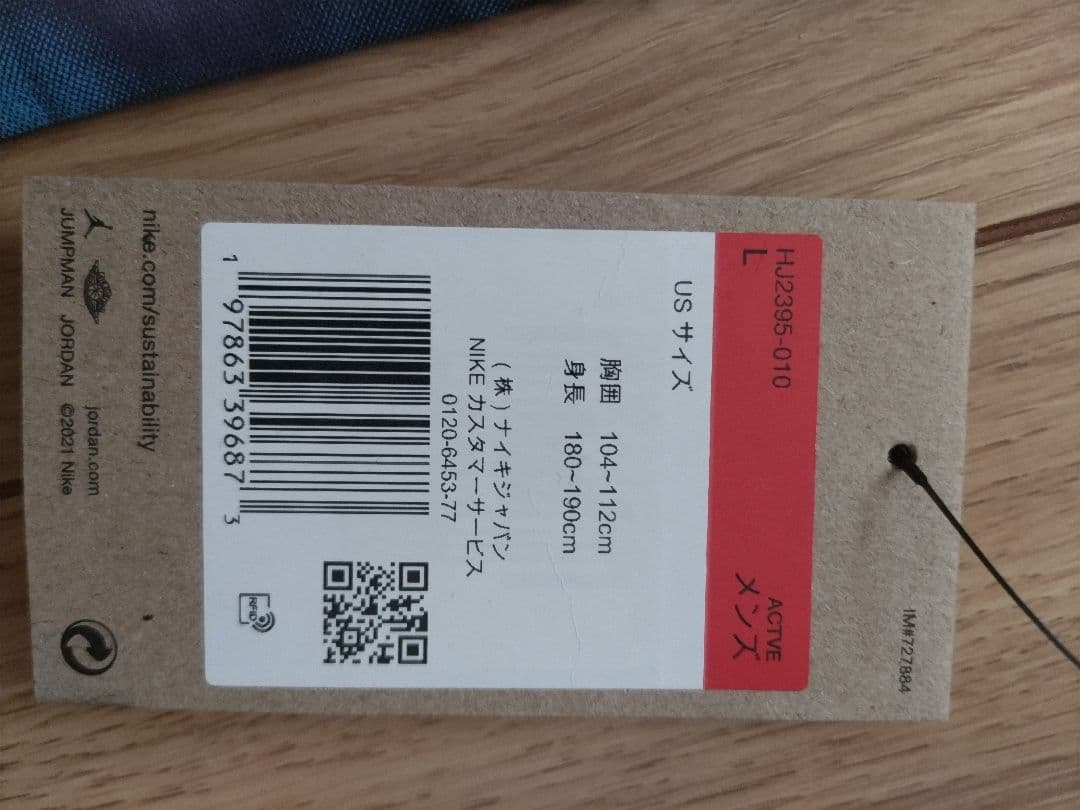 IM#727884
HJ2395-010
L
ACTVE
メンズ
US サイズ
胸囲 104~112cm
身長 180~190cm
(株)ナイキジャパン
NIKE カスタマーサービス
0120-6453-77
1 97863 39687 3
RFID
nike.com/sustainability
jordan.com
JUMPMAN JORDAN ©2021 Nike